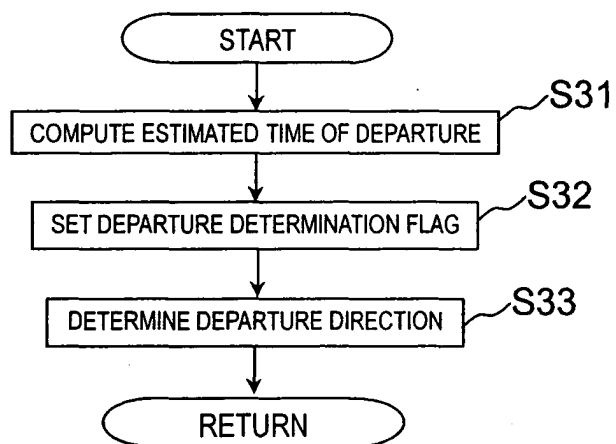 START
S31
COMPUTE ESTIMATED TIME OF DEPARTURE
S32
SET DEPARTURE DETERMINATION FLAG
S33
DETERMINE DEPARTURE DIRECTION
RETURN